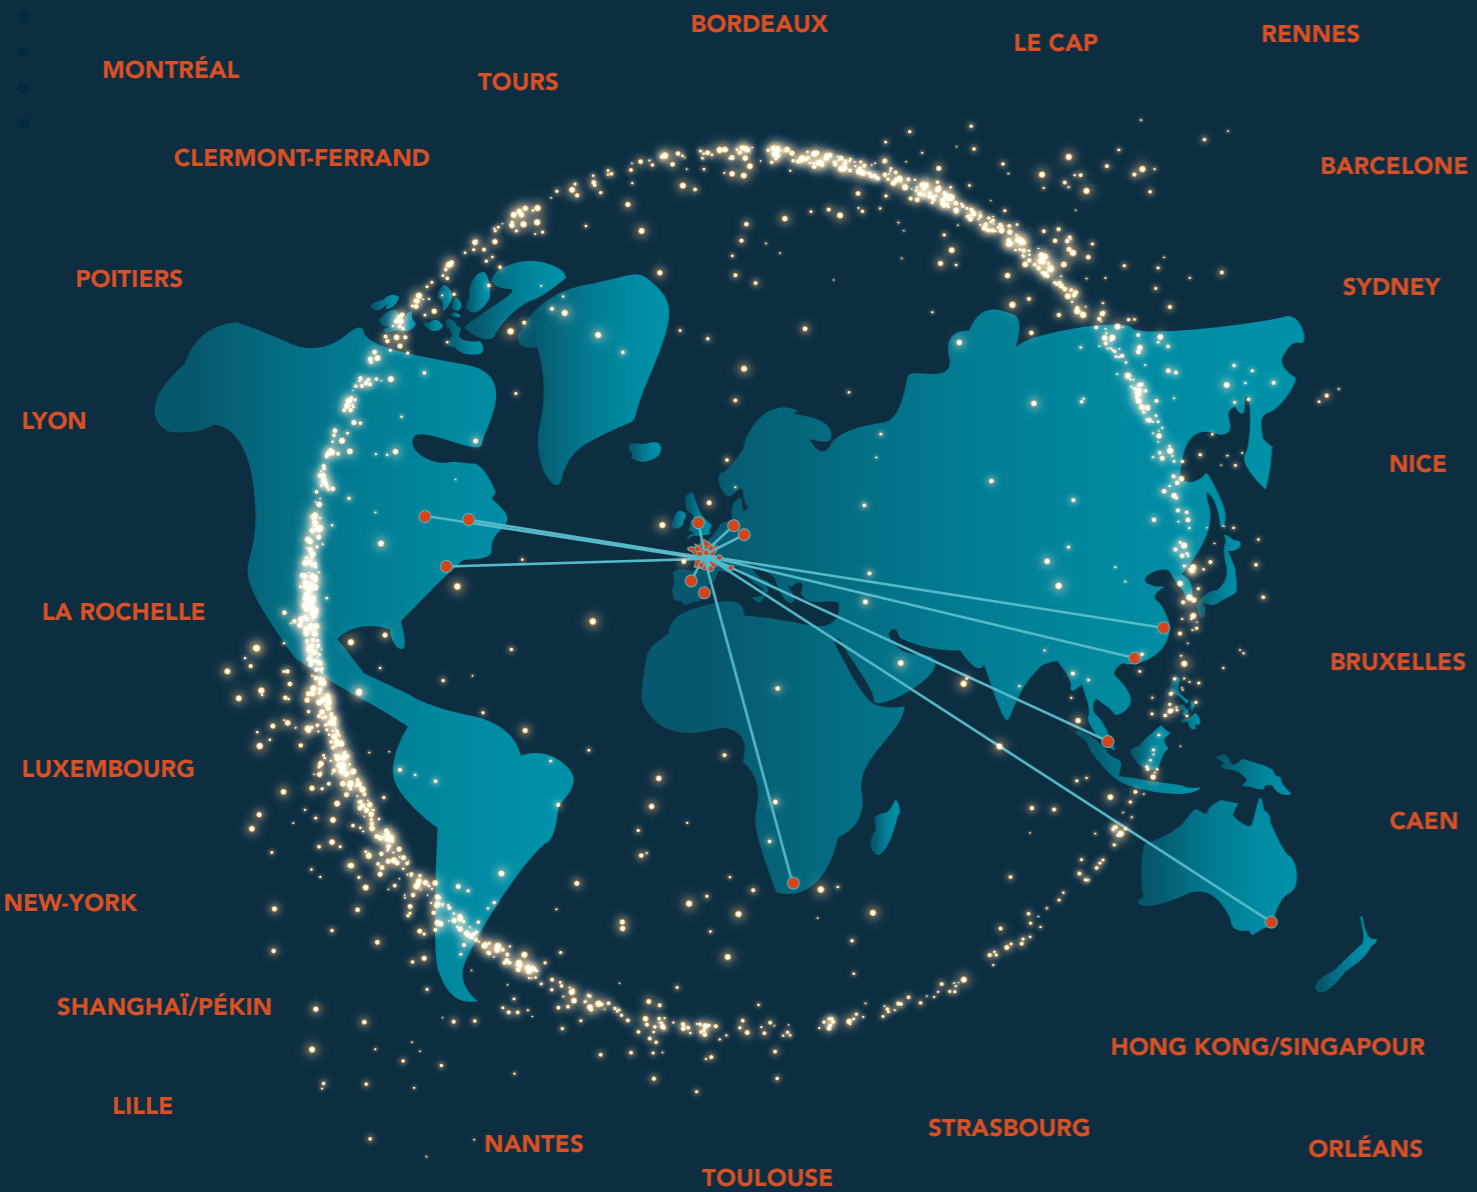 BORDEAUX
RENNES
LE CAP
MONTRÉAL
TOURS
CLERMONT-FERRAND
BARCELONE
POITIERS
SYDNEY
LYON
NICE
LA ROCHELLE
BRUXELLES
LUXEMBOURG
CAEN
NEW-YORK
SHANGHAÏ/PÉKIN
HONG KONG/SINGAPOUR
LILLE
STRASBOURG
NANTES
ORLÉANS
TOULOUSE